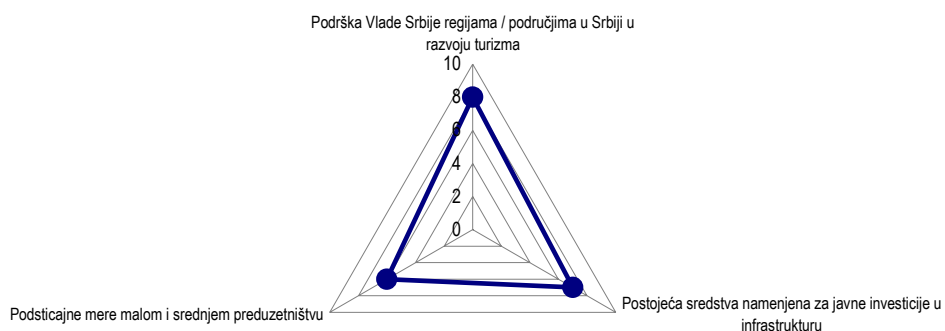 Podrška Vlade Srbije regijama / područjima u Srbiji u
razvoju turizma
10
8
6
4
2
0
Podsticajne mere malom i srednjem preduzetništvu
Postojeća sredstva namenjena za javne investicije u
infrastrukturu